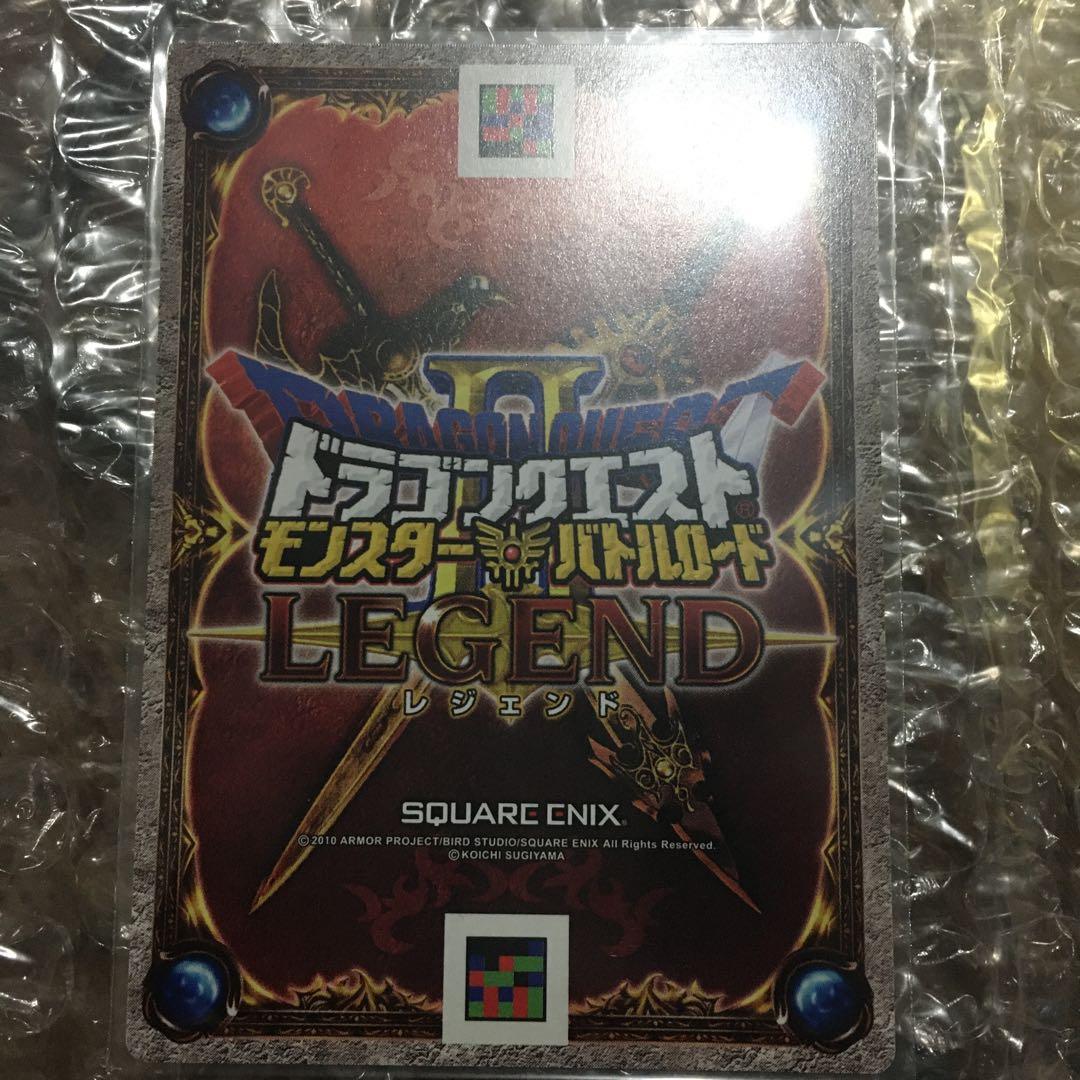 DRAGON QUEST
II
ドラゴンクエスト®
モンスターバトルロード
LEGEND
レジェンド
SQUARE ENIX®
©2010 ARMOR PROJECT/BIRD STUDIO/SQUARE ENIX All Rights Reserved.
©KOICHI SUGIYAMA